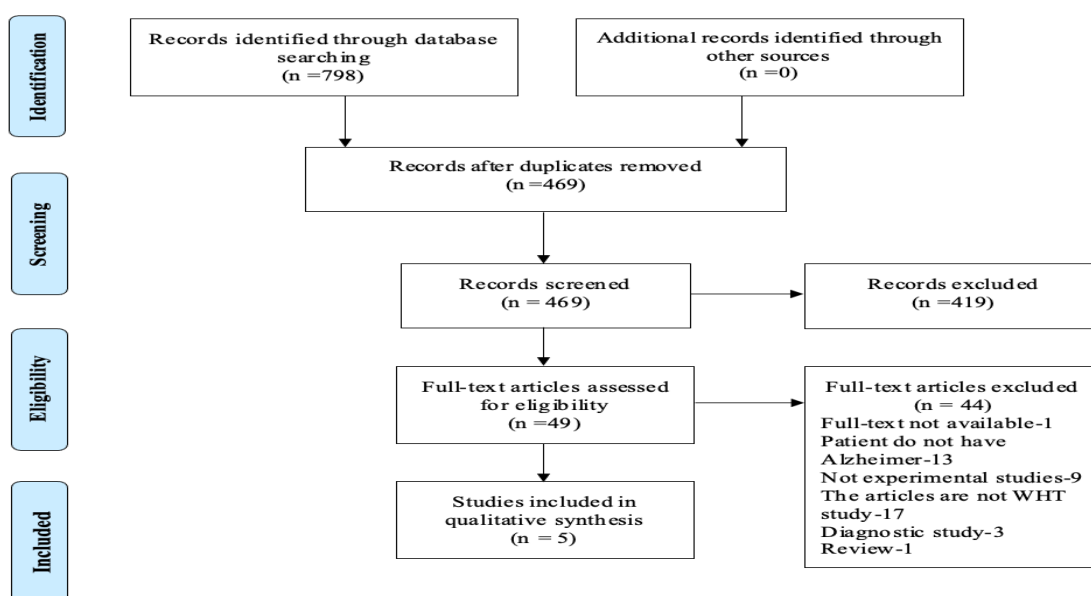 Identification
Records identified through database
searching
(n =798)
Additional records identified through
other sources
(n =0)
Records after duplicates removed
(n =469)
Screening
Records screened
(n = 469)
Records excluded
(n =419)
Eligibility
Full-text articles assessed
for eligibility
(n =49)
Full-text articles excluded
(n = 44)
Full-text not available-1
Patient do not have
Alzheimer-13
Not experimental studies-9
The articles are not WHT
study-17
Diagnostic study-3
Review-1
Included
Studies included in
qualitative synthesis
(n = 5)